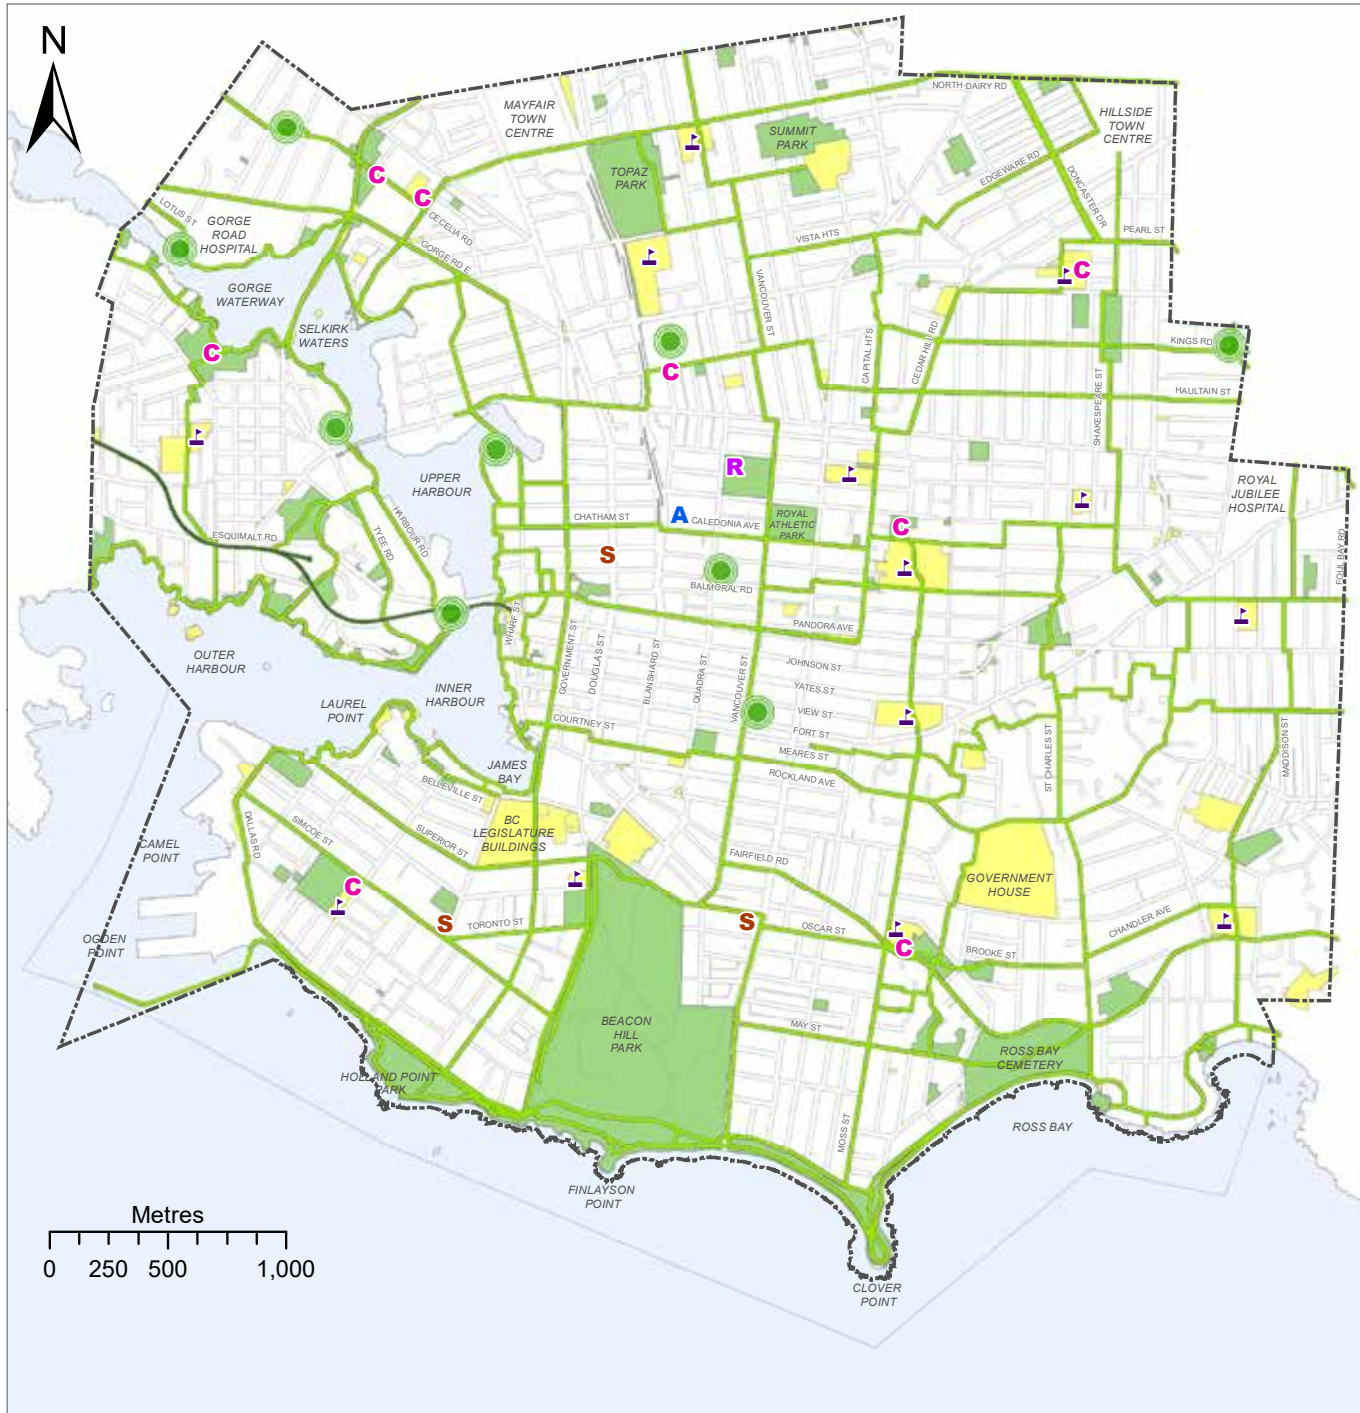 N
MAYFAIR
TOWN
CENTRE
NORTH DAIRY RD
HILLSIDE
TOWN
CENTRE
SUMMIT
PARK
TOPAZ
PARK
EDGEWARE RD
DONCASTER DR
C
C
LOTUS ST
GORGE
ROAD
HOSPITAL
CECELIA RD
GORGE RD E
VISTA HTS
PEARL ST
C
GORGE
WATERWAY
VANCOUVER ST
SELKIRK
WATERS
CAPITAL HTS
CEDAR HILL RD
KINGS RD
C
C
HAULTAIN ST
SHAKESPEARE ST
UPPER
HARBOUR
R
ROYAL
JUBILEE
HOSPITAL
CHATHAM ST
A
CALEDONIA AVE
ROYAL
ATHLETIC
PARK
C
HARBOUR RD
TYEE RD
ESQUIMALT RD
FOUL BAY RD
S
BALMORAL RD
WHARF ST
PANDORA AVE
GOVERNMENT ST
DOUGLAS ST
BLANSHARD ST
QUADRA ST
VANCOUVER ST
JOHNSON ST
YATES ST
VIEW ST
FORT ST
OUTER
HARBOUR
INNER
HARBOUR
LAUREL
POINT
COURTNEY ST
MEARES ST
ROCKLAND AVE
ST CHARLES ST
MADDISON ST
JAMES
BAY
BELLEVILLE ST
SUPERIOR ST
BC
LEGISLATURE
BUILDINGS
SIMCOE ST
DALLAS RD
CAMEL
POINT
FAIRFIELD RD
GOVERNMENT
HOUSE
C
S
TORONTO ST
S
OSCAR ST
C
BROOKE ST
CHANDLER AVE
OGDEN
POINT
BEACON
HILL
PARK
MAY ST
ROSS BAY
CEMETERY
HOLLAND POINT
PARK
MOSS ST
ROSS BAY
FINLAYSON
POINT
Metres
0 250 500 1,000
CLOVER
POINT